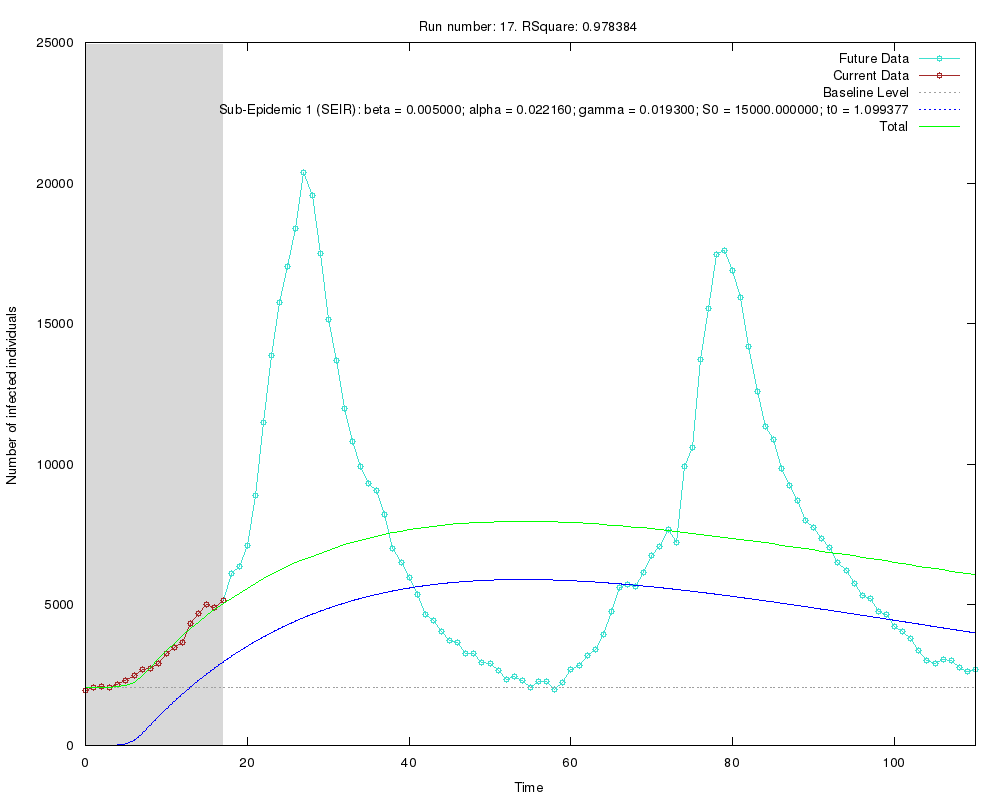 Run number: 17. RSquare: 0.978384
25000
20000
15000
10000
5000
0
Number of infected individuals
Future Data
Current Data
Baseline Level
Sub-Epidemic 1 (SEIR): beta = 0.005000; alpha = 0.022160; gamma = 0.019300; S0 = 15000.000000; t0 = 1.099377
Total
0 20 40 60 80 100
Time